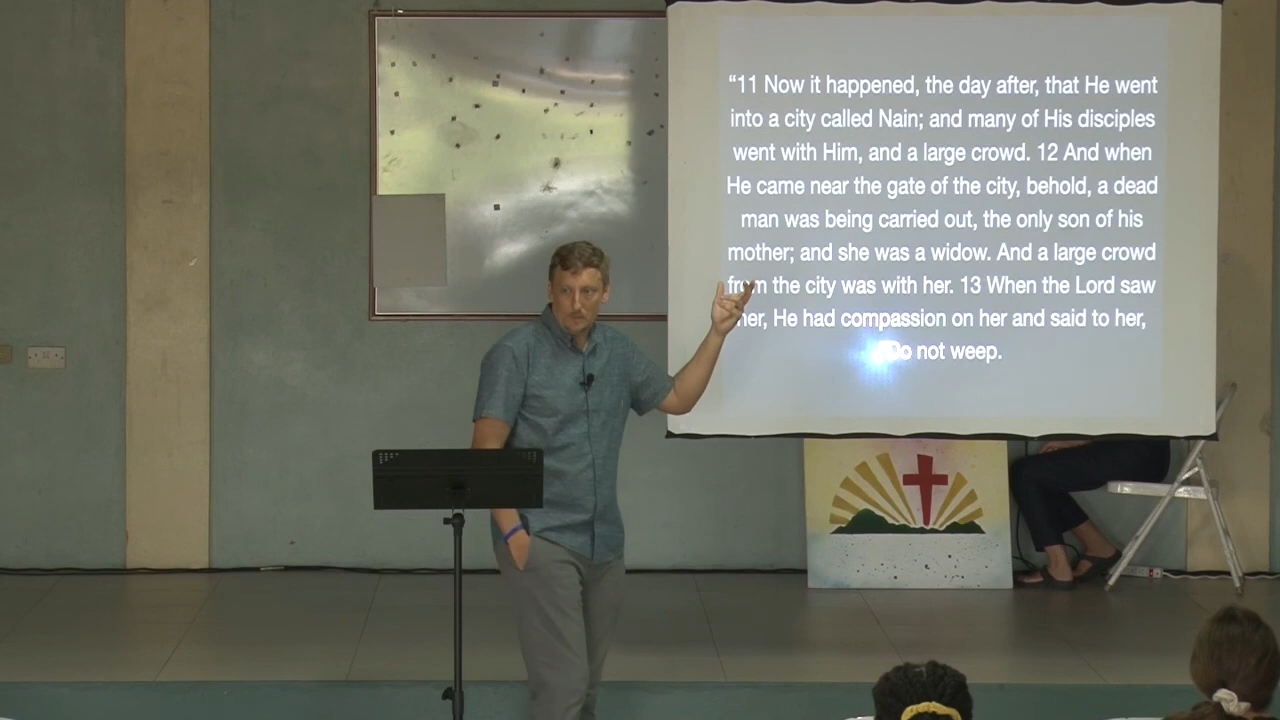 “11 Now it happened, the day after, that He went
into a city called Nain; and many of His disciples
went with Him, and a large crowd. 12 And when
He came near the gate of the city, behold, a dead
man was being carried out, the only son of his
mother; and she was a widow. And a large crowd
from the city was with her. 13 When the Lord saw
her, He had compassion on her and said to her,
“Do not weep.